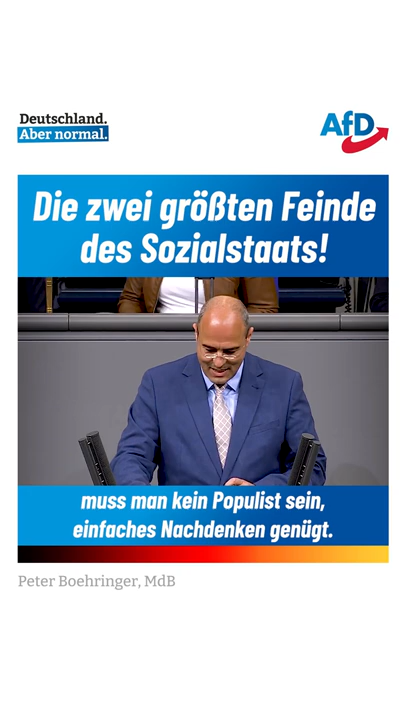 Deutschland.
Aber normal.
AfD
Die zwei größten Feinde
des Sozialstaats!
muss man kein Populist sein,
einfaches Nachdenken genügt.
Peter Boehringer, MdB